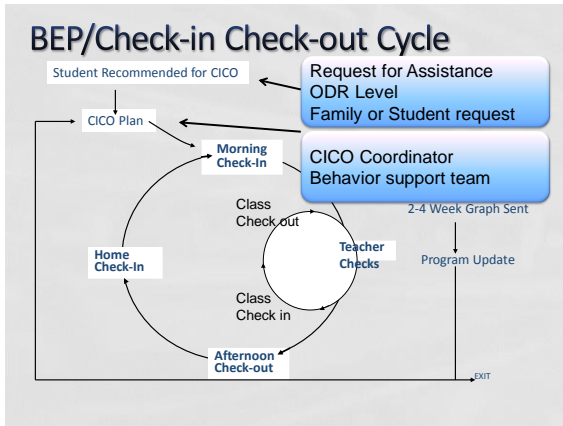 BEP/Check-in Check-out Cycle
Student Recommended for CICO
Request for Assistance
ODR Level
Family or Student request
CICO Plan
CICO Coordinator
Behavior support team
Morning
Check-In
2-4 Week Graph Sent
Class
Check out
Teacher
Checks
Program Update
Home
Check-In
Class
Check in
Afternoon
Check-out
EXIT